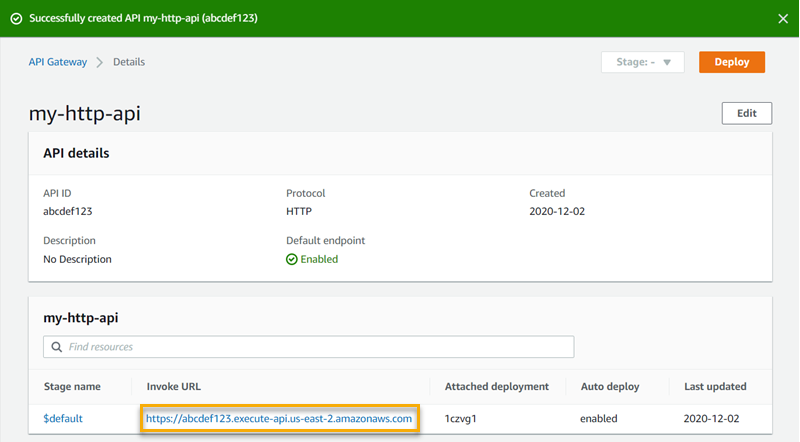 Successfully created API my-http-api (abcdef123)
API Gateway Details Stage: - Deploy
my-http-api Edit
API details
API ID Protocol Created
abcdef123 HTTP 2020-12-02
Description Default endpoint
No Description Enabled
my-http-api
Find resources
Stage name Invoke URL Attached deployment Auto deploy Last updated
$default https://abcdef123.execute-api.us-east-2.amazonaws.com 1czvg1 enabled 2020-12-02